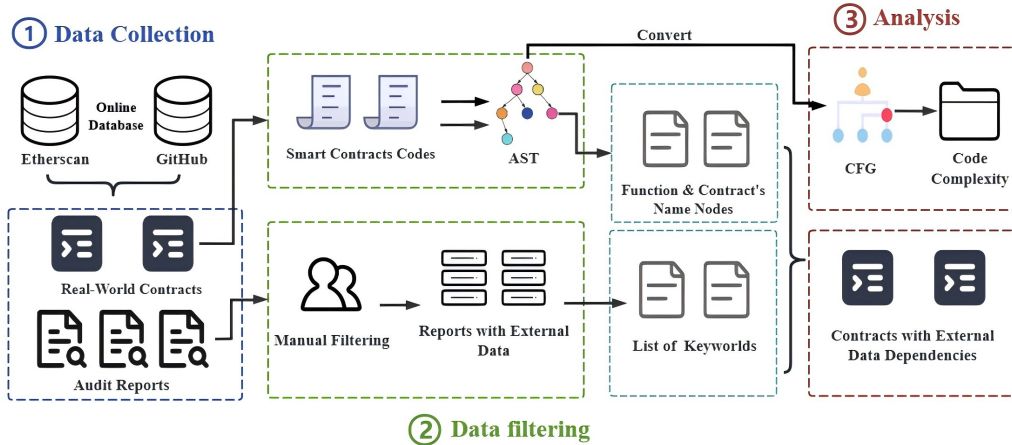 1 Data Collection
Online
Database
Etherscan
GitHub
Real-World Contracts
Audit Reports
Smart Contracts Codes
AST
Convert
Manual Filtering
Reports with External
Data
Function & Contract's
Name Nodes
List of Keyworlds
2 Data filtering
3 Analysis
CFG
Code
Complexity
Contracts with External
Data Dependencies